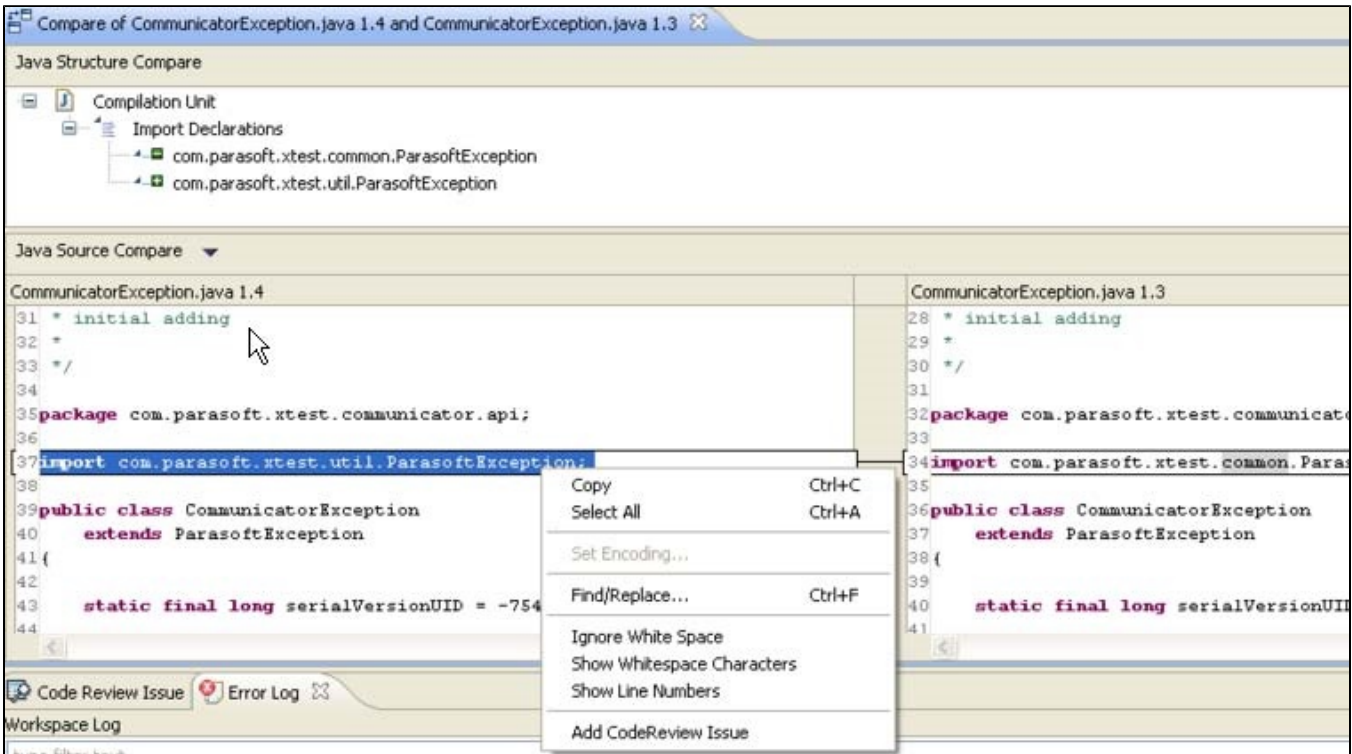 Compare of CommunicatorException.java 1.4 and CommunicatorException.java 1.3
Java Structure Compare
Compilation Unit
Import Declarations
com.parasoft.xtest.common.ParasoftException
com.parasoft.xtest.util.ParasoftException
Java Source Compare
CommunicatorException.java 1.4
31 * initial adding
32 *
33 */
34
35 package com.parasoft.xtest.communicator.api;
36
37 import com.parasoft.xtest.util.ParasoftException;
38
39 public class CommunicatorException
40 extends ParasoftException
41 {
42
43 static final long serialVersionUID = -754
44
CommunicatorException.java 1.3
28 * initial adding
29 *
30 */
31
32 package com.parasoft.xtest.communicato
33
34 import com.parasoft.xtest.common.Paras
35
36 public class CommunicatorException
37 extends ParasoftException
38 {
39
40 static final long serialVersionUI
41
Copy Ctrl+C
Select All Ctrl+A
Set Encoding...
Find/Replace... Ctrl+F
Ignore White Space
Show Whitespace Characters
Show Line Numbers
Add CodeReview Issue
Code Review Issue
Error Log
Workspace Log
type filter text